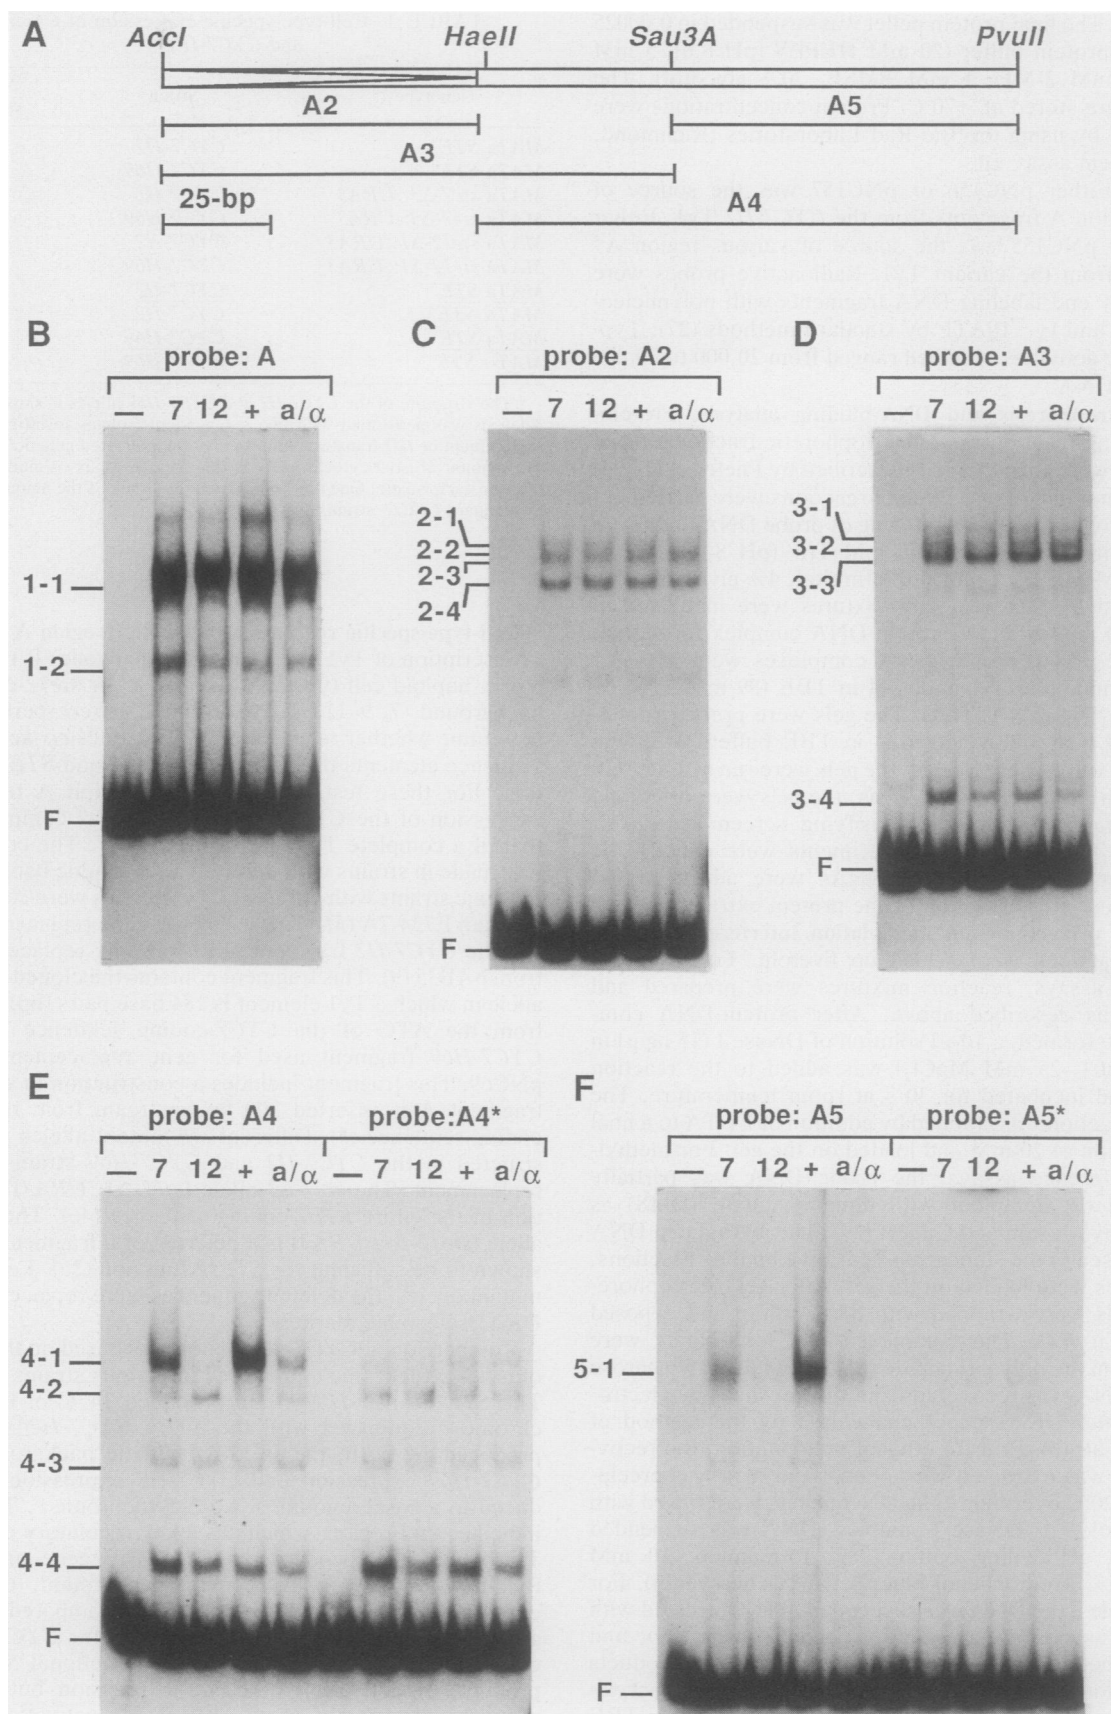 A
AccI HaeII Sau3A PvuII
A2 A5
A3
25-bp A4
B
probe: A
— 7 12 + a/α
1-1
1-2
F
C
probe: A2
— 7 12 + a/α
2-1
2-2
2-3
2-4
F
D
probe: A3
— 7 12 + a/α
3-1
3-2
3-3
3-4
F
E
probe: A4 probe:A4*
— 7 12 + a/α — 7 12 + a/α
4-1
4-2
4-3
4-4
F
F
probe: A5 probe: A5*
— 7 12 + a/α — 7 12 + a/α
5-1
F